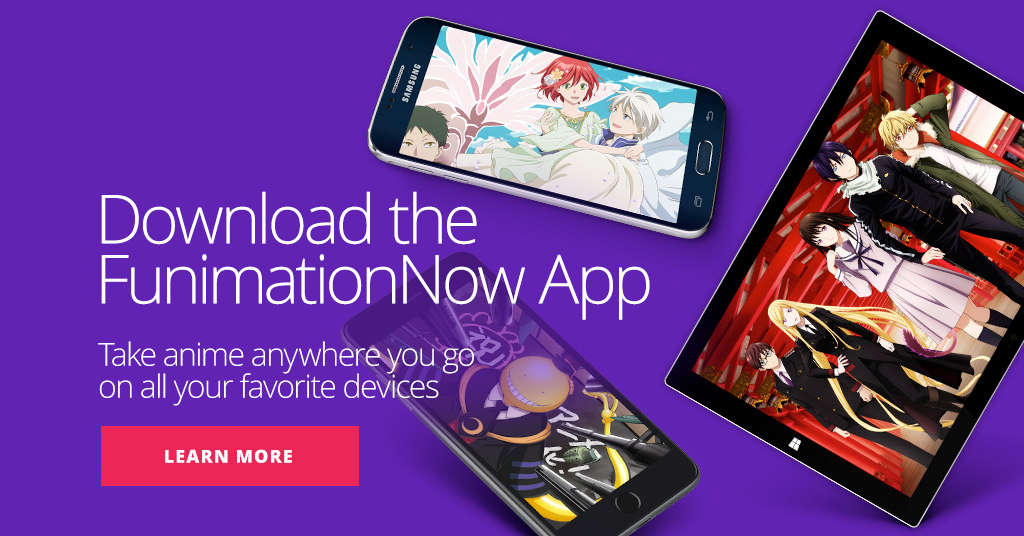 SAMSUNG
Download the
FunimationNow App
Take anime anywhere you go
on all your favorite devices
LEARN MORE